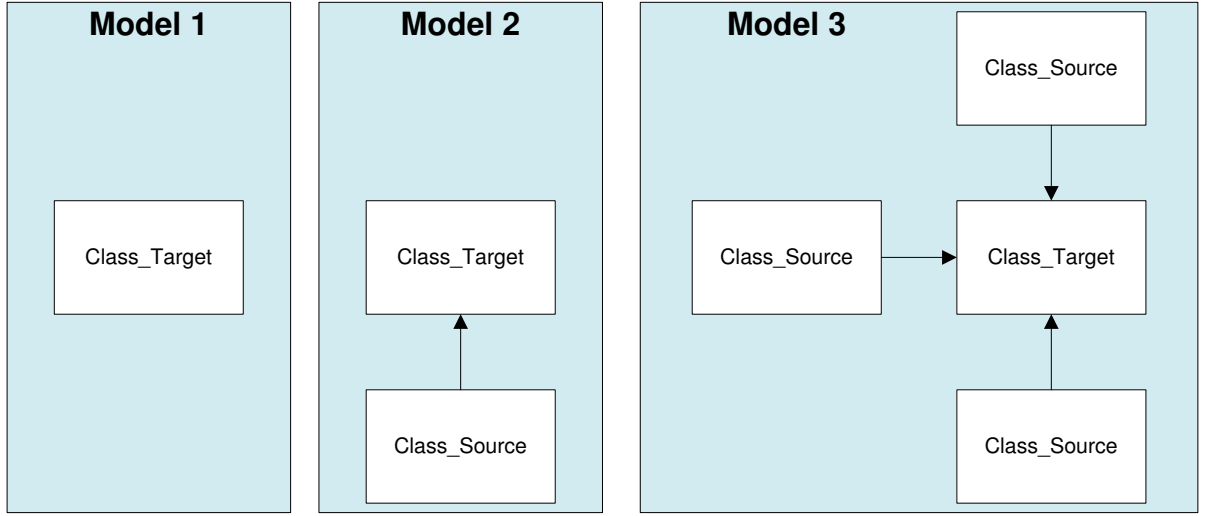 Model 1
Class_Target
Model 2
Class_Target
Class_Source
Model 3
Class_Source
Class_Source
Class_Target
Class_Source